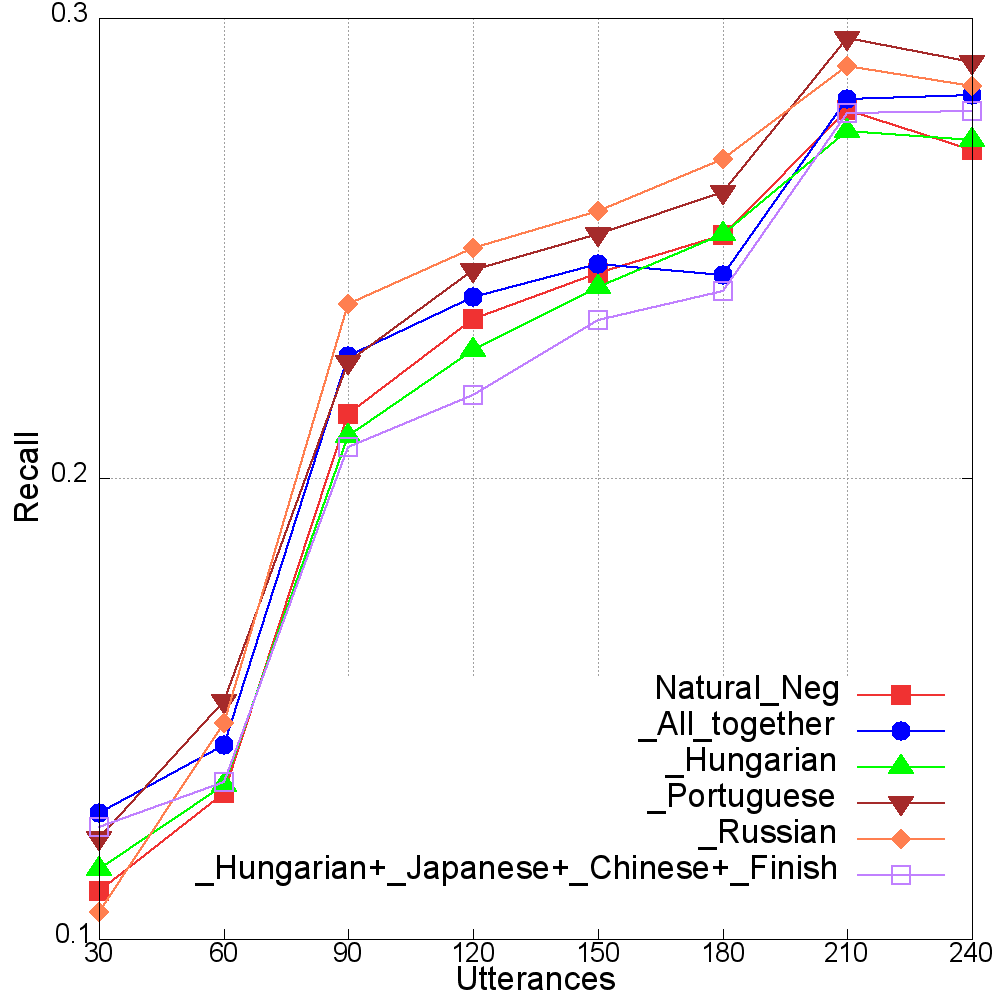 0.3
0.2
0.1
Recall
Natural_Neg
_All_together
_Hungarian
_Portuguese
_Russian
_Hungarian+_Japanese+_Chinese+_Finish
30 60 90 120 150 180 210 240
Utterances